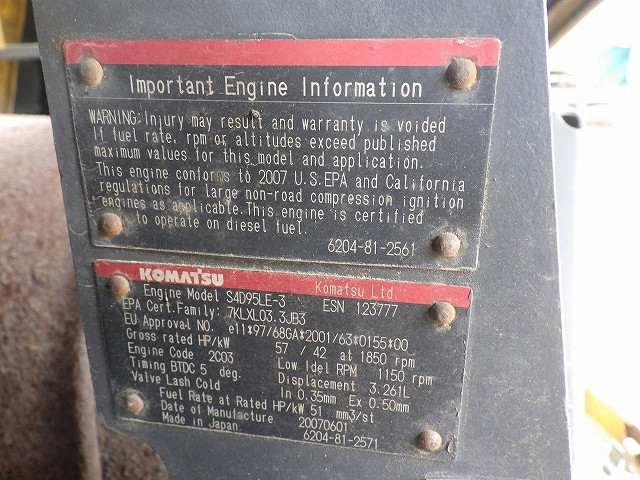 Important Engine Information
WARNING:Injury may result and warranty is voided
If fuel rate, rpm or altitudes exceed published
maximum values for this model and application.
This engine conforms to 2007 U.S.EPA and California
regulations for large non-road compression ignition
engines as applicable.This engine is certified
to operate on diesel fuel.
6204-81-2561
KOMATSU Komatsu Ltd.
Engine Model S4D95LE-3 ESN 123777
EPA Cert.Family: 7KLXL03.3JB3
EU Approval NO. e11*97/68GA*2001/63*0155*00
Gross rated HP/kW 57 / 42 at 1850 rpm
Engine Code 2C03 Low Idel RPM 1150 rpm
Timing BTDC 5 deg. Displacement 3.261L
Valve Lash Cold In 0.35mm Ex 0.50mm
Fuel Rate at Rated HP/kW 51 mm3/st
Date of Manufacture 20070601
Made in Japan 6204-81-2571